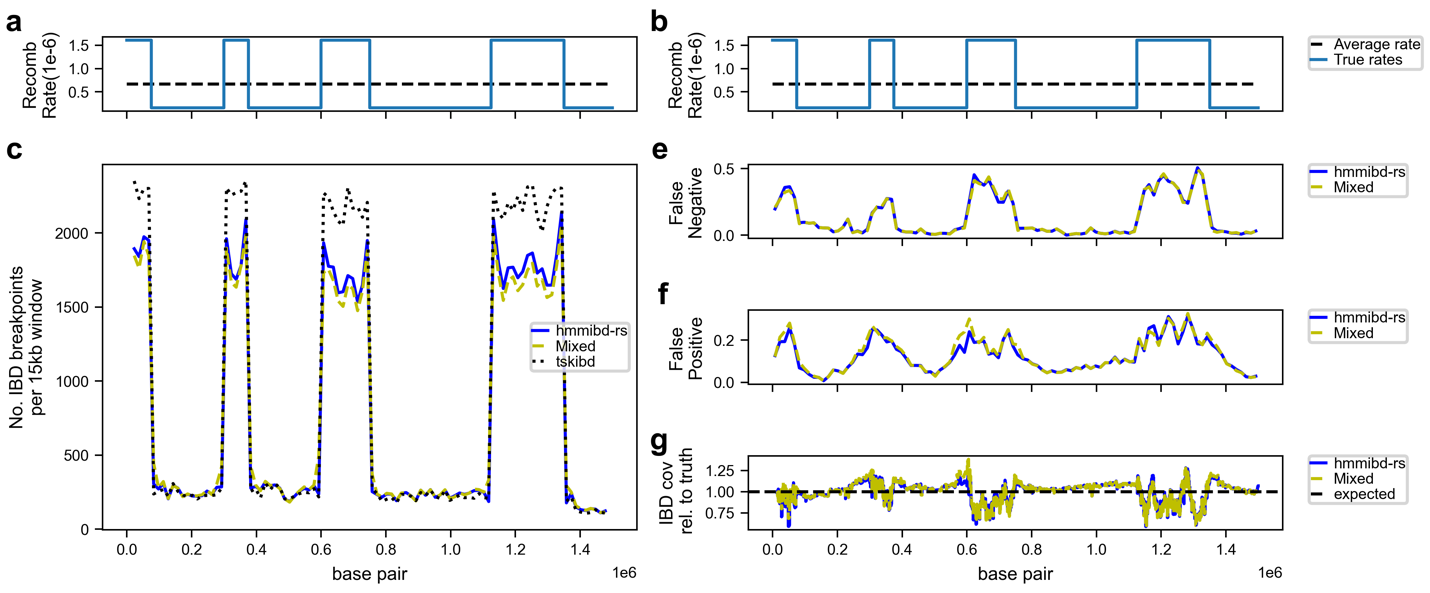 a
Recomb
Rate(1e-6)
1.5
1.0
0.5
b
Recomb
Rate(1e-6)
1.5
1.0
0.5
Average rate
True rates
c
No. IBD breakpoints
per 15kb window
2000
1500
1000
500
0
hmmibd-rs
Mixed
tskibd
0.0
0.2
0.4
0.6
0.8
1.0
1.2
1.4
base pair
1e6
e
False
Negative
0.5
0.0
hmmibd-rs
Mixed
f
False
Positive
0.2
0.0
hmmibd-rs
Mixed
g
IBD cov
rel. to truth
1.25
1.00
0.75
hmmibd-rs
Mixed
expected
0.0
0.2
0.4
0.6
0.8
1.0
1.2
1.4
base pair
1e6